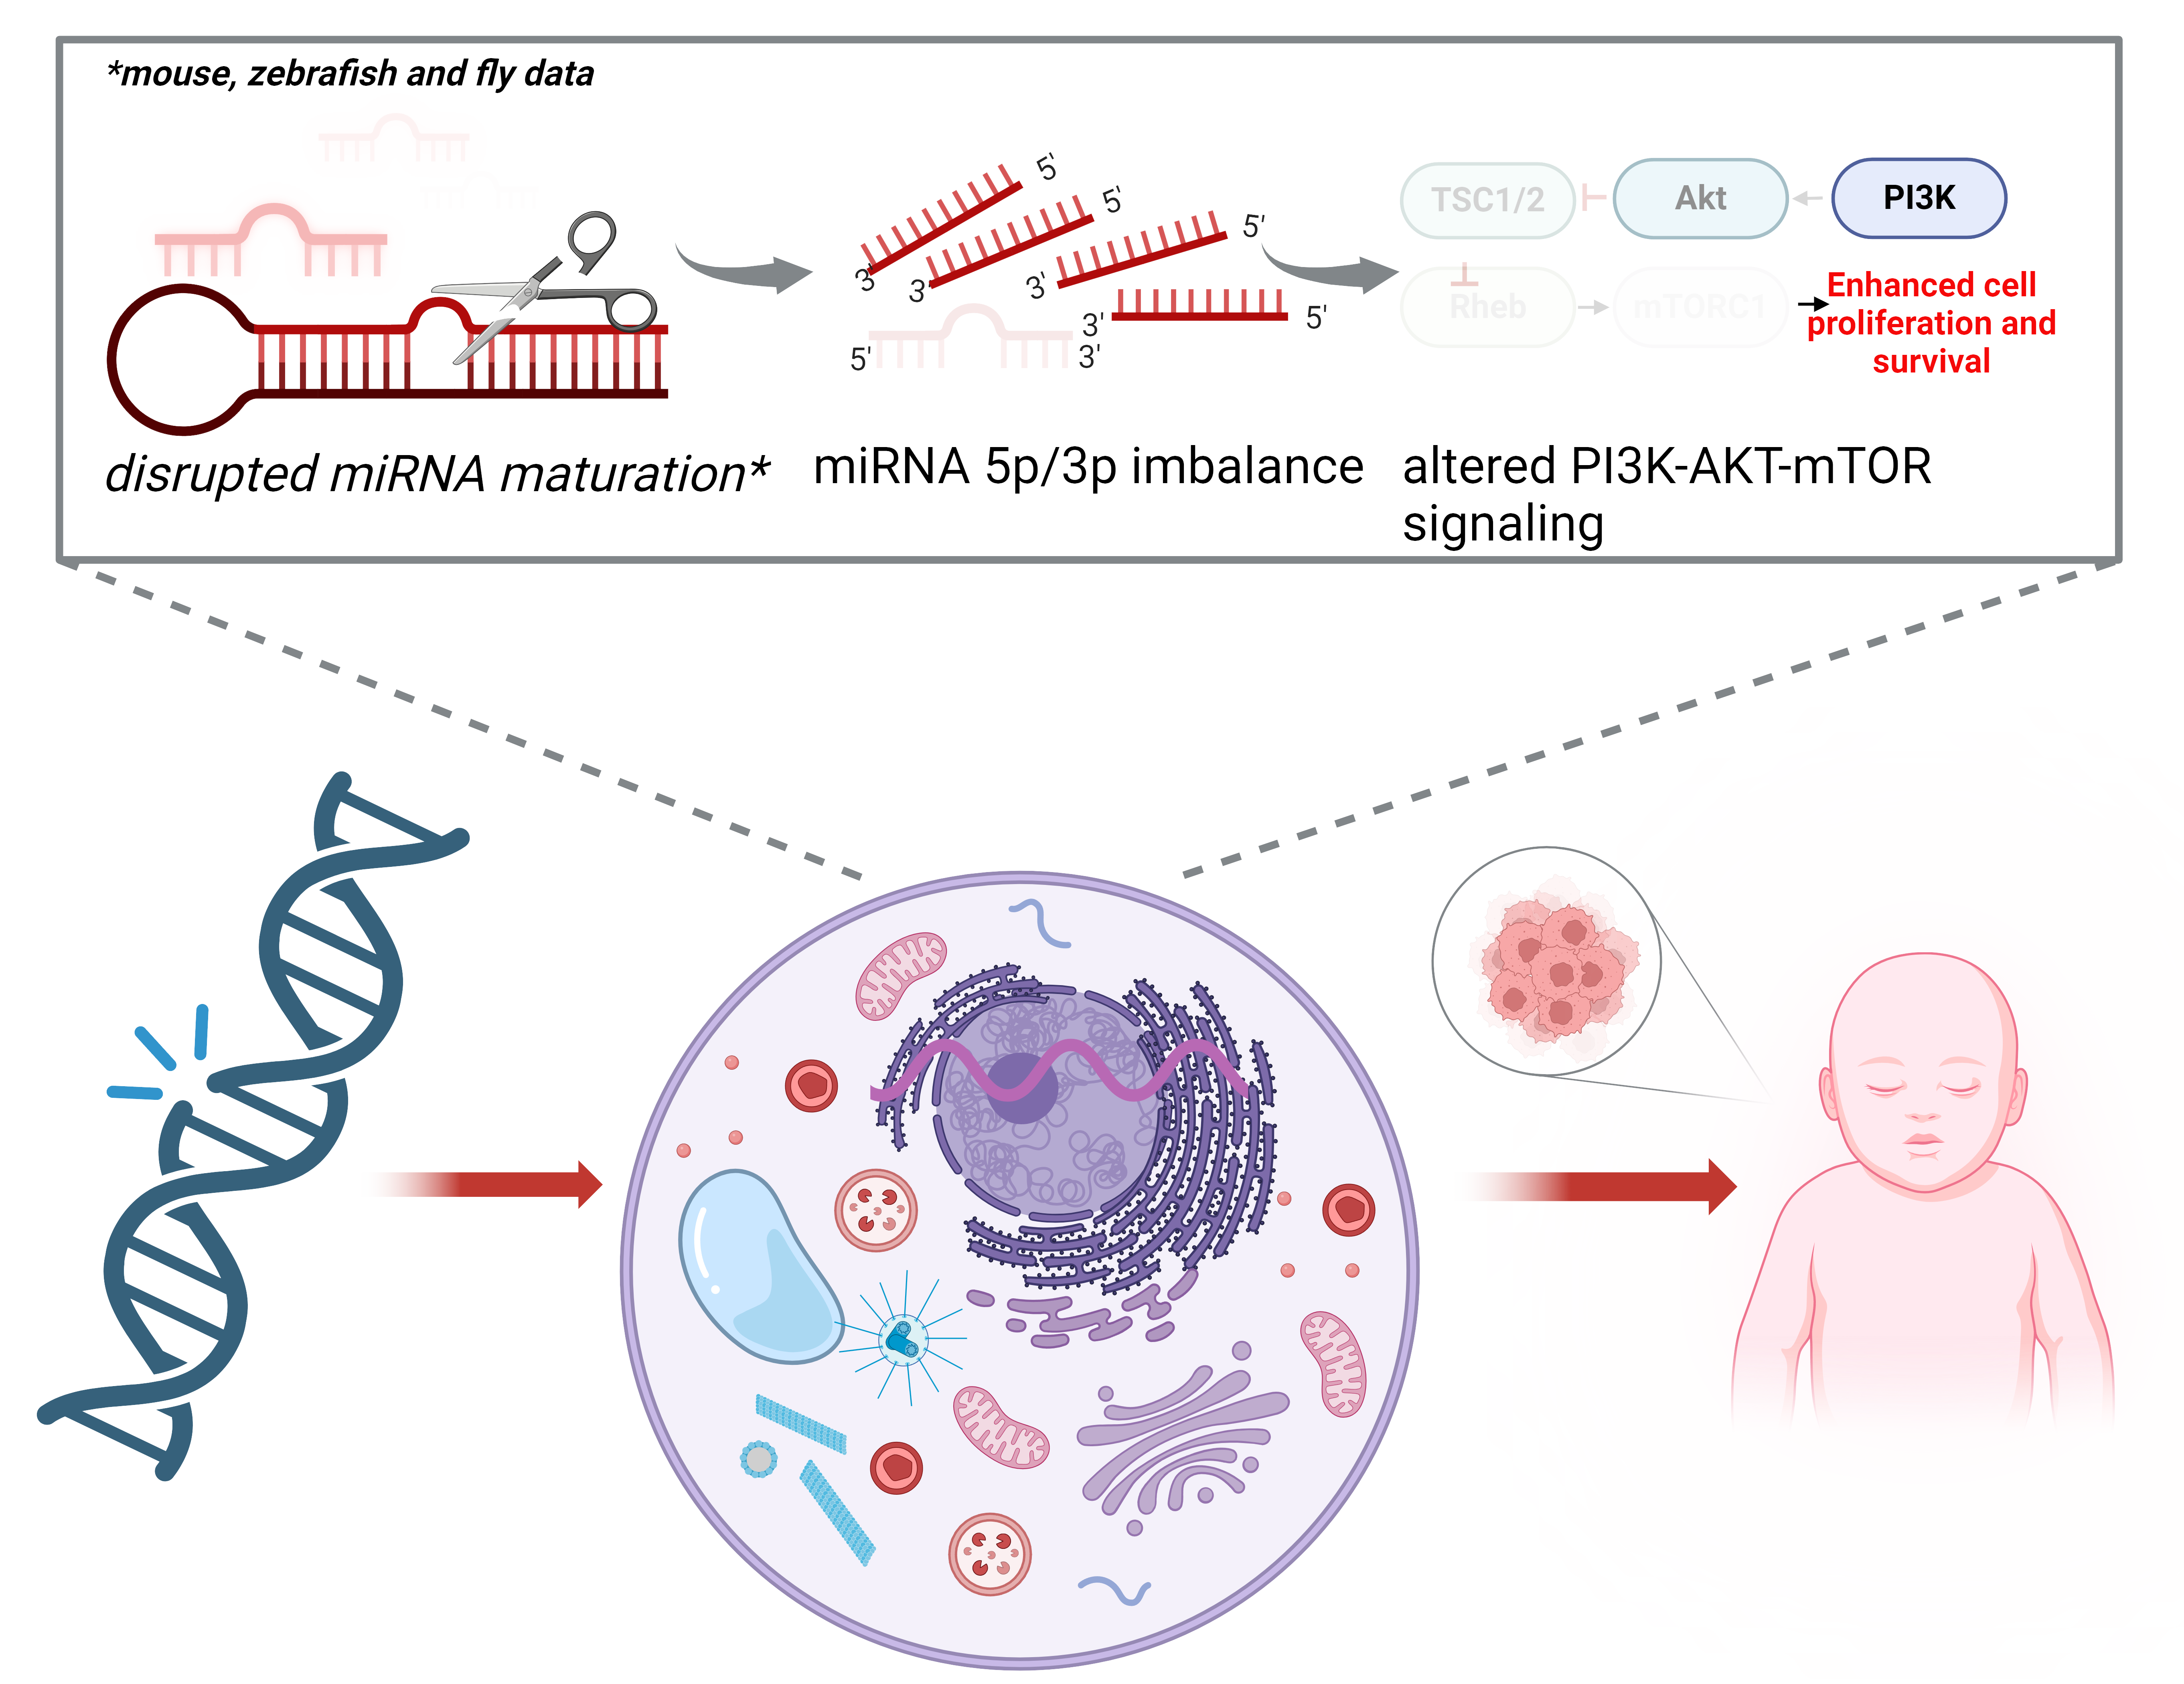 *mouse, zebrafish and fly data
5'
5'
5'
3'
3'
3'
3'
5'
5'
3'
TSC1/2
Akt
PI3K
Rheb
mTORC1
Enhanced cell
proliferation and
survival
disrupted miRNA maturation*
miRNA 5p/3p imbalance
altered PI3K-AKT-mTOR
signaling